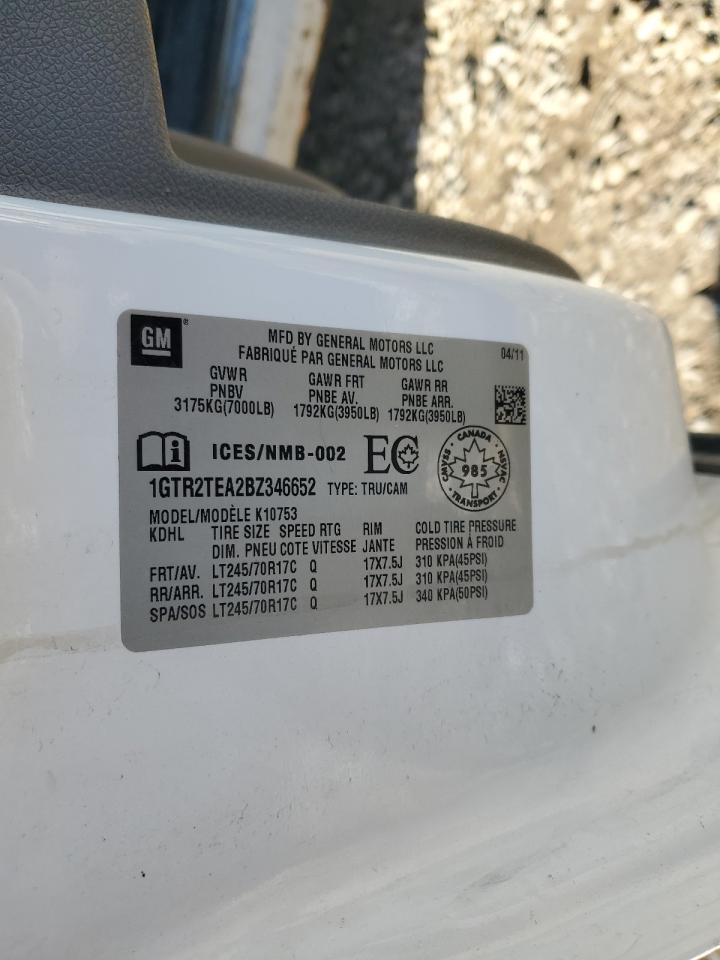 GM ®
MFD BY GENERAL MOTORS LLC
FABRIQUÉ PAR GENERAL MOTORS LLC
04/11
GVWR GAWR FRT GAWR RR
PNBV PNBE AV. PNBE ARR.
3175KG(7000LB) 1792KG(3950LB) 1792KG(3950LB)
i ICES/NMB-002 EC
CANADA
CMVSS 985 NSVAC
TRANSPORT
1GTR2TEA2BZ346652 TYPE: TRU/CAM
MODEL/MODÈLE K10753
KDHL TIRE SIZE SPEED RTG RIM COLD TIRE PRESSURE
DIM. PNEU COTE VITESSE JANTE PRESSION À FROID
FRT/AV. LT245/70R17C Q 17X7.5J 310 KPA(45PSI)
RR/ARR. LT245/70R17C Q 17X7.5J 310 KPA(45PSI)
SPA/SOS LT245/70R17C Q 17X7.5J 340 KPA(50PSI)